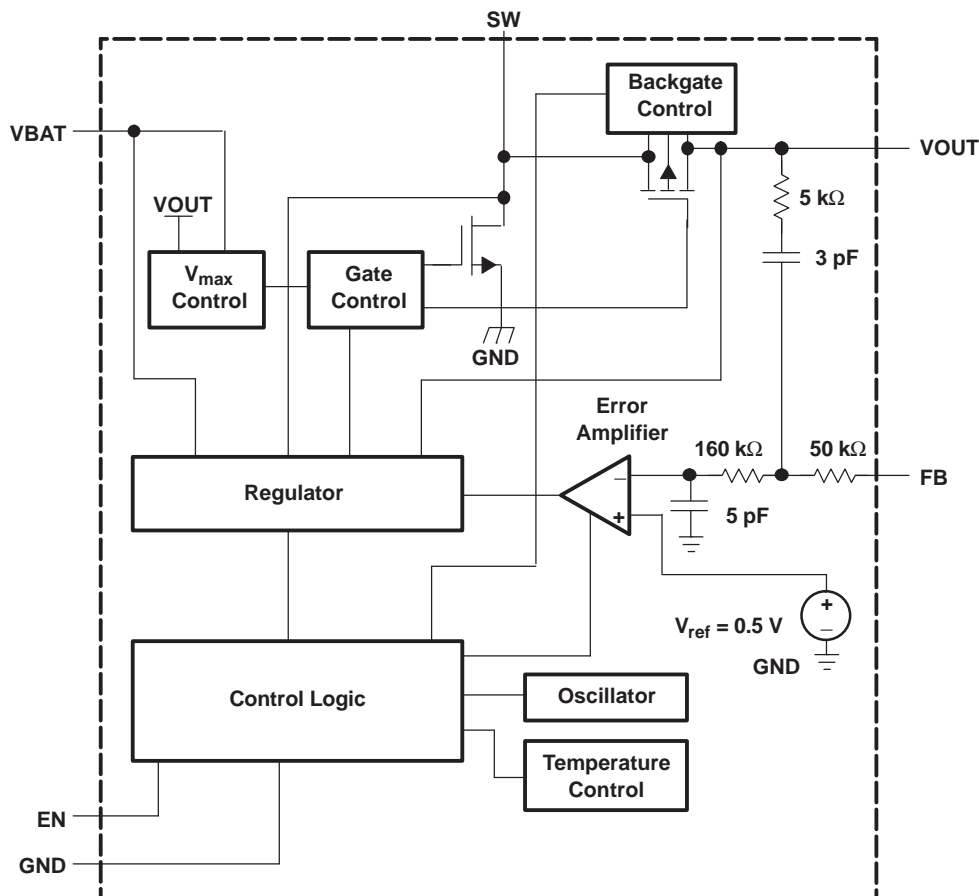 SW
Backgate
Control
VBAT
VOUT
VOUT
5 kΩ
3 pF
Vmax
Control
Gate
Control
GND
Error
Amplifier
160 kΩ
50 kΩ
Regulator
−
+
FB
5 pF
Vref = 0.5 V
+
−
GND
Control Logic
Oscillator
Temperature
Control
EN
GND